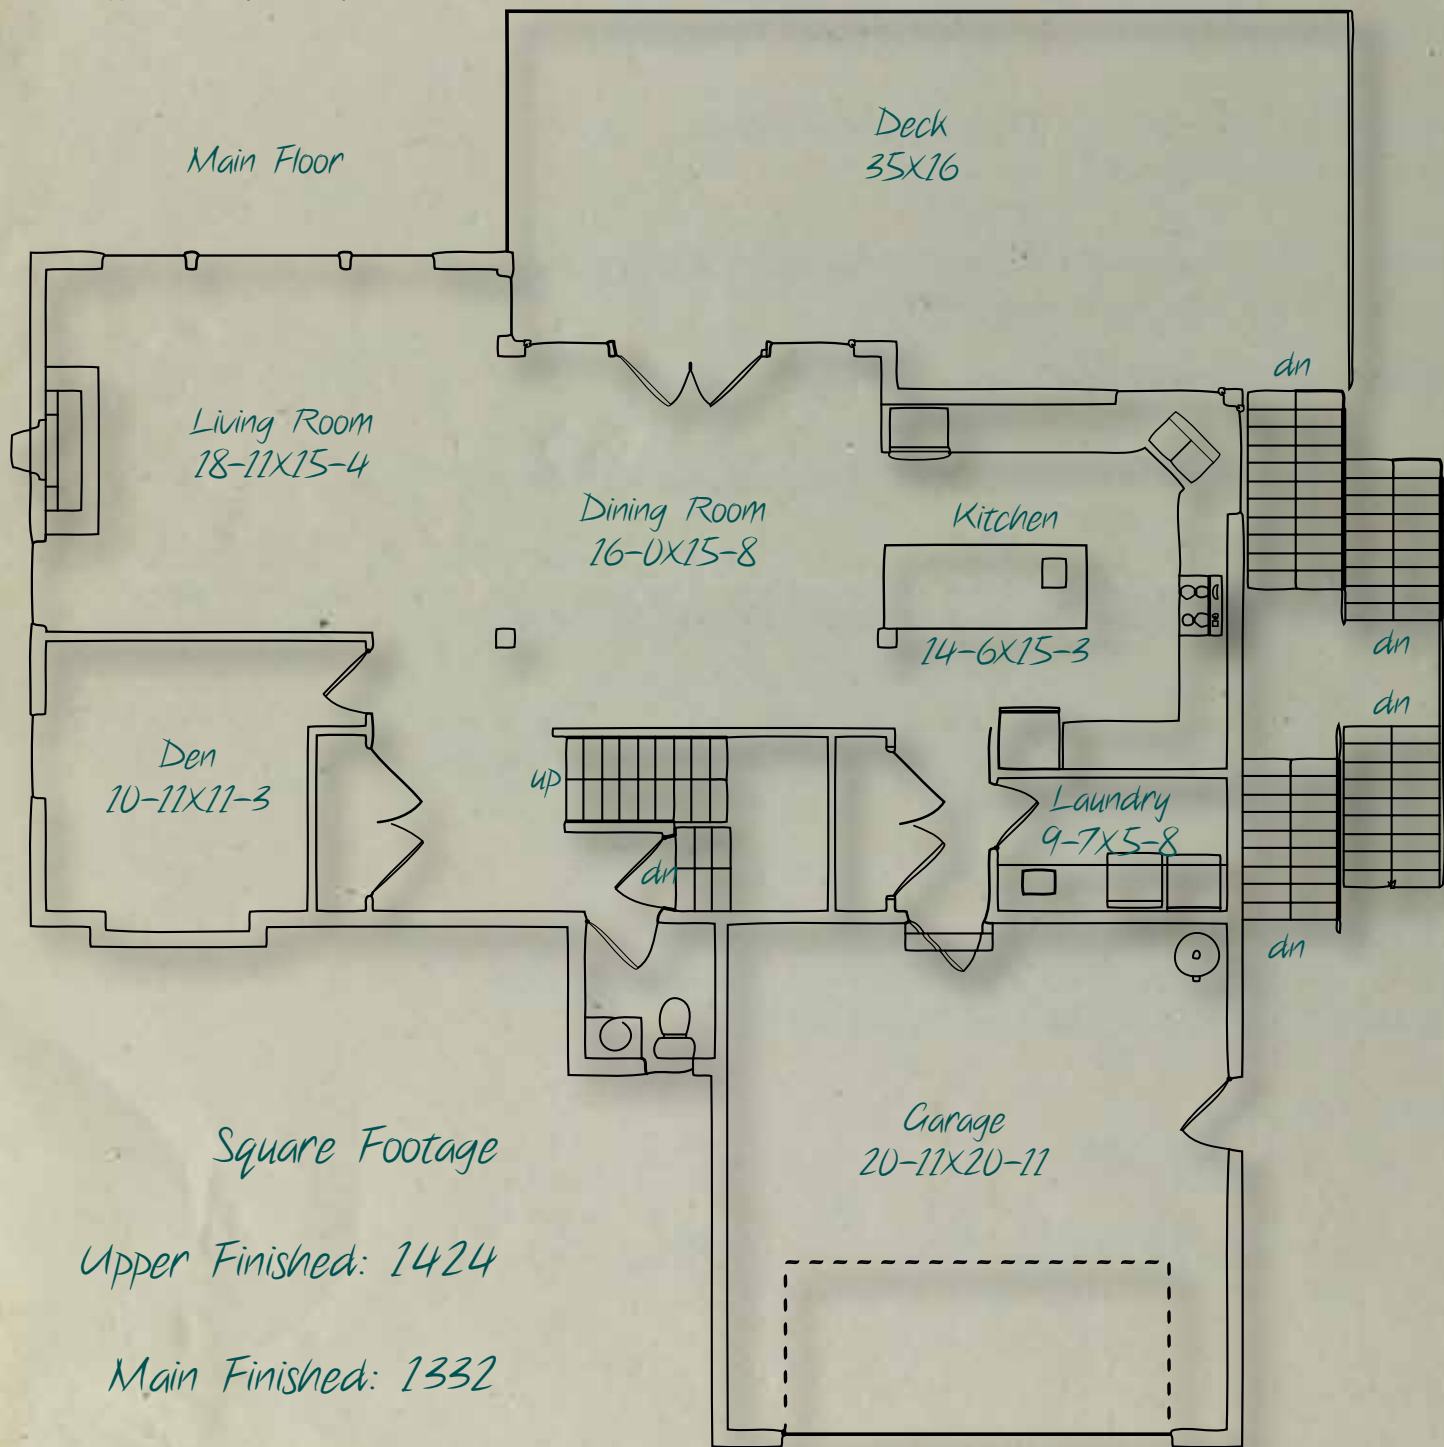 Deck
35X16
Main Floor
dn
Living Room
18-11X15-4
Dining Room
16-0X15-8
Kitchen
14-6X15-3
dn
dn
Den
10-11X11-3
up
Laundry
9-7X5-8
dn
dn
Garage
20-11X20-11
Square Footage
Upper Finished: 1424
Main Finished: 1332